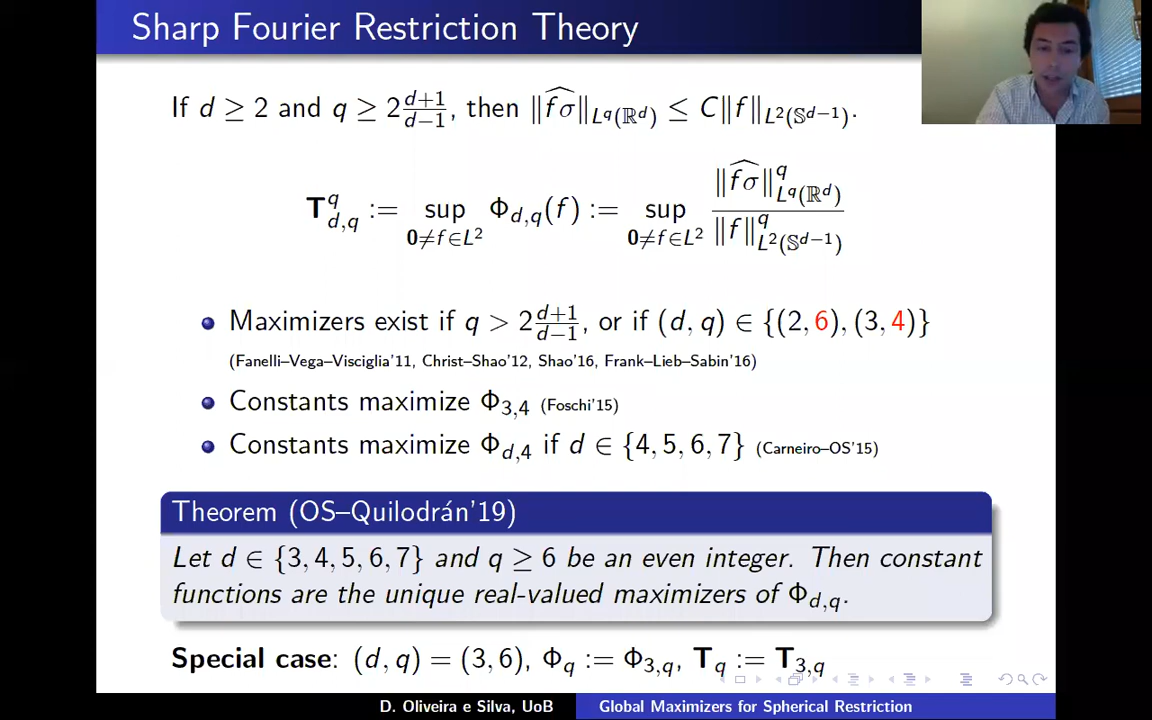 Sharp Fourier Restriction Theory
If d ≥ 2 and q ≥ 2 d+1/d−1, then ‖f̂σ‖_{L^q(ℝ^d)} ≤ C‖f‖_{L^2(𝕊^{d−1})}.
𝐓^q_{d,q} := sup_{𝟎≠f∈L^2} Φ_{d,q}(f) := sup_{𝟎≠f∈L^2} ‖f̂σ‖^q_{L^q(ℝ^d)} / ‖f‖^q_{L^2(𝕊^{d−1})}
Maximizers exist if q > 2 d+1/d−1, or if (d, q) ∈ {(2, 6), (3, 4)}
(Fanelli–Vega–Visciglia'11, Christ–Shao'12, Shao'16, Frank–Lieb–Sabin'16)
Constants maximize Φ_{3,4} (Foschi'15)
Constants maximize Φ_{d,4} if d ∈ {4, 5, 6, 7} (Carneiro–OS'15)
Theorem (OS–Quilodrán'19)
Let d ∈ {3, 4, 5, 6, 7} and q ≥ 6 be an even integer. Then constant
functions are the unique real-valued maximizers of Φ_{d,q}.
Special case: (d, q) = (3, 6), Φ_q := Φ_{3,q}, 𝐓_q := 𝐓_{3,q}
D. Oliveira e Silva, UoB
Global Maximizers for Spherical Restriction